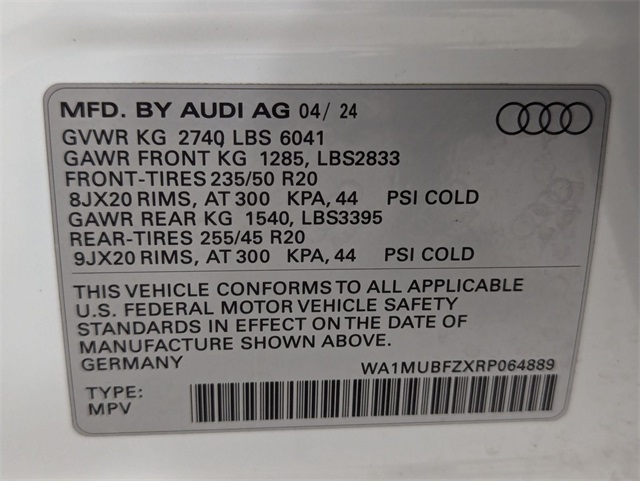 MFD. BY AUDI AG 04/ 24
GVWR KG 2740 LBS 6041
GAWR FRONT KG 1285, LBS2833
FRONT-TIRES 235/50 R20
8JX20 RIMS, AT 300 KPA, 44 PSI COLD
GAWR REAR KG 1540, LBS3395
REAR-TIRES 255/45 R20
9JX20 RIMS, AT 300 KPA, 44 PSI COLD
THIS VEHICLE CONFORMS TO ALL APPLICABLE
U.S. FEDERAL MOTOR VEHICLE SAFETY
STANDARDS IN EFFECT ON THE DATE OF
MANUFACTURE SHOWN ABOVE.
GERMANY WA1MUBFZXRP064889
TYPE:
MPV